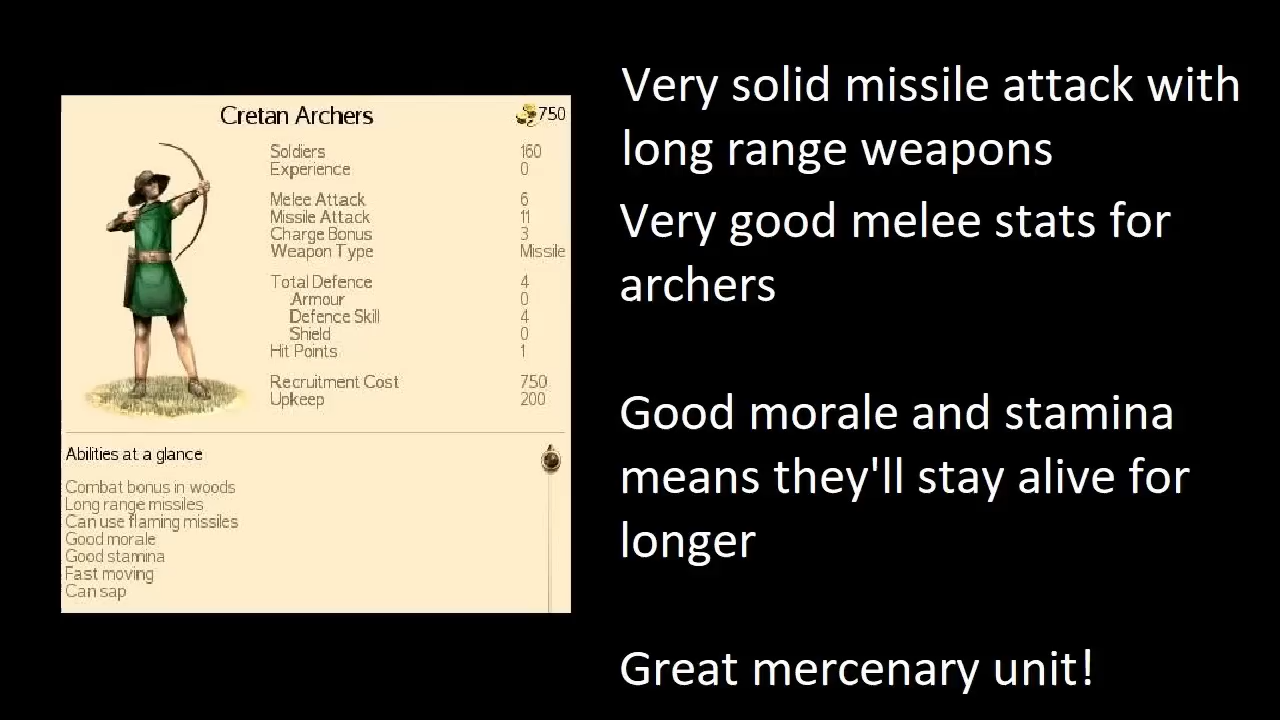 Cretan Archers 750
Soldiers 160
Experience 0
Melee Attack 6
Missile Attack 11
Charge Bonus 3
Weapon Type Missile
Total Defence 4
Armour 0
Defence Skill 4
Shield 0
Hit Points 1
Recruitment Cost 750
Upkeep 200
Abilities at a glance
Combat bonus in woods
Long range missiles
Can use flaming missiles
Good morale
Good stamina
Fast moving
Can sap
Very solid missile attack with
long range weapons
Very good melee stats for
archers
Good morale and stamina
means they'll stay alive for
longer
Great mercenary unit!